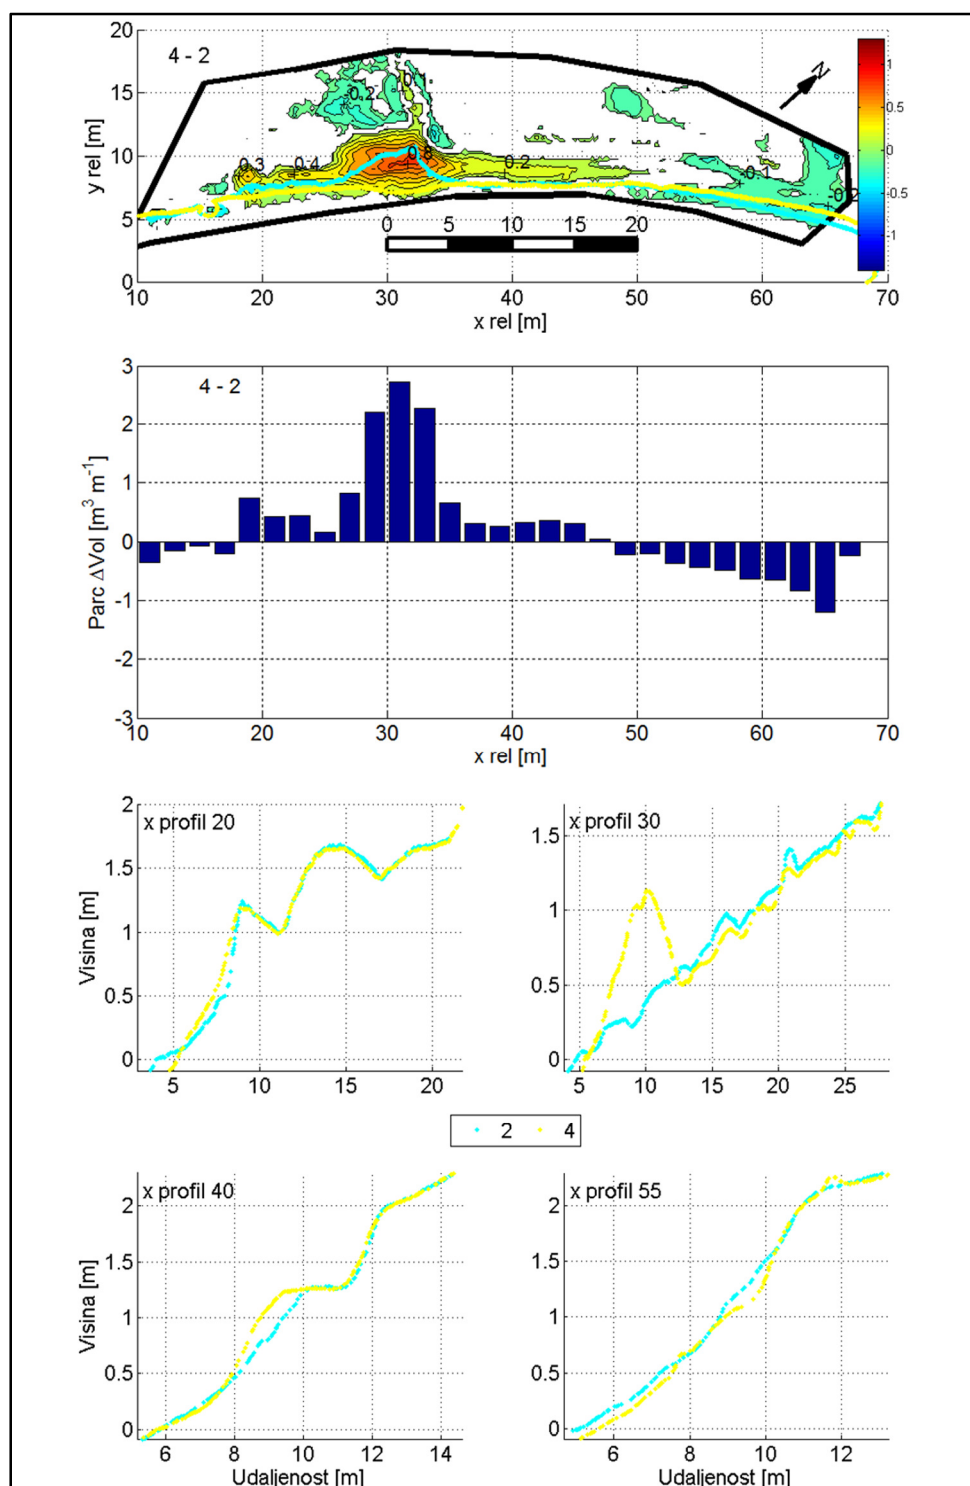 20
4 - 2
15
y rel [m]
10
5
0
-0.2
0.1
0.3
0.4
0.8
0.2
-0.1
-0.2
N
1
0.5
0
-0.5
-1
0 5 10 15 20
10 20 30 40 50 60 70
x rel [m]
3
4 - 2
2
1
0
-1
-2
-3
Parc ΔVol [m³ m⁻¹]
10 20 30 40 50 60 70
x rel [m]
x profil 20
2
1.5
1
0.5
0
Visina [m]
5 10 15 20
x profil 30
1.5
1
0.5
0
5 10 15 20 25
2 4
x profil 40
2
1.5
1
0.5
0
Visina [m]
6 8 10 12 14
Udaljenost [m]
x profil 55
2
1.5
1
0.5
0
6 8 10 12
Udaljenost [m]